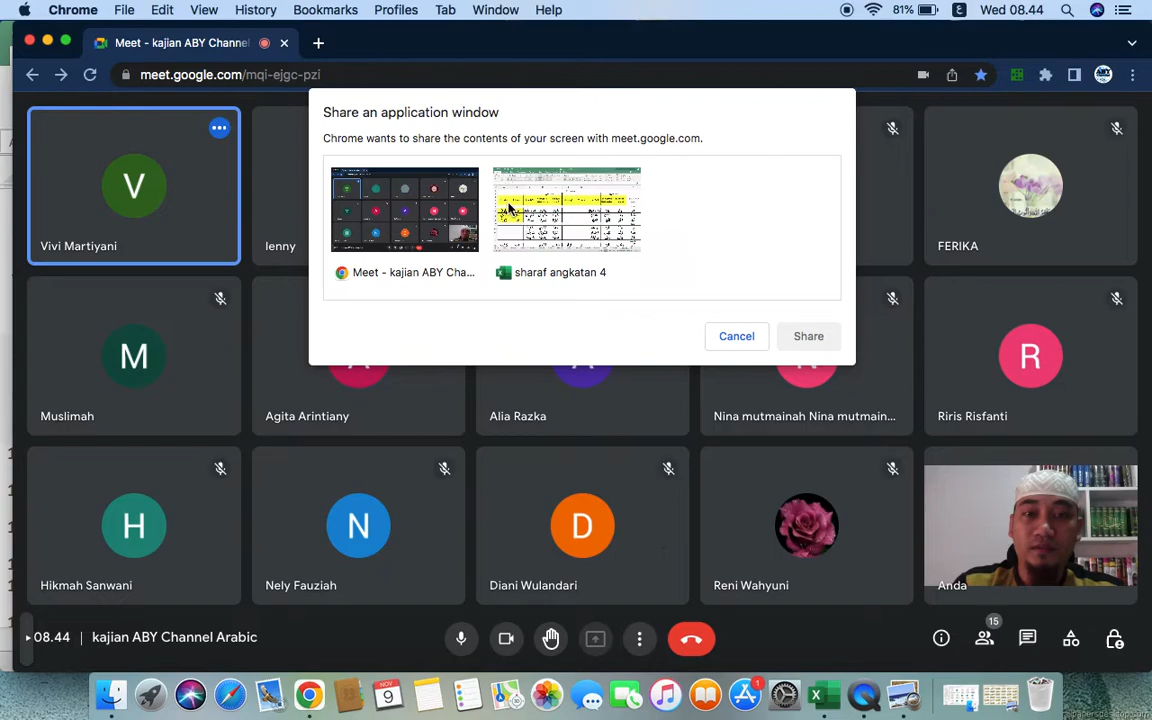 Chrome File Edit View History Bookmarks Profiles Tab Window Help 81% Wed 08.44
Meet - kajian ABY Channel
meet.google.com/mqi-ejgc-pzi
Share an application window
Chrome wants to share the contents of your screen with meet.google.com.
Meet - kajian ABY Cha...
sharaf angkatan 4
Cancel
Share
V
Vivi Martiyani
lenny
FERIKA
M
Muslimah
Agita Arintiany
Alia Razka
Nina mutmainah Nina mutmain...
R
Riris Risfanti
H
Hikmah Sanwani
N
Nely Fauziah
D
Diani Wulandari
Reni Wahyuni
Anda
08.44 | kajian ABY Channel Arabic
15
NOV
9
1